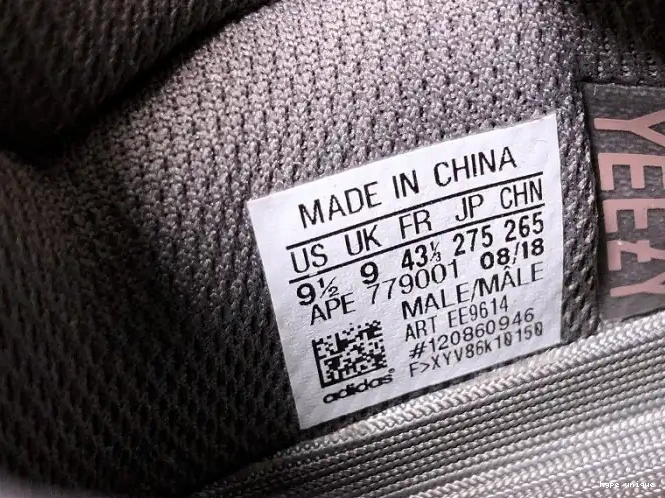 MADE IN CHINA
US UK FR JP CHN
9½ 9 43⅓ 275 265
APE 779001 08/18
MALE/MÂLE
ART EE9614
#120860946
F>XYV86K10150
adidas®
YEEZY
hype unique